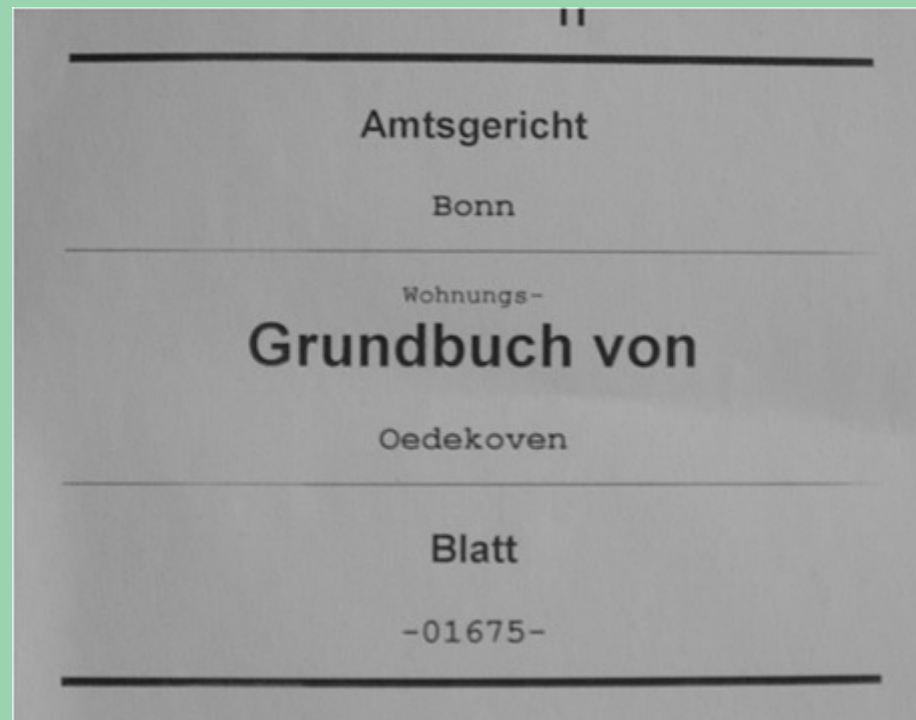 Amtsgericht
Bonn
Wohnungs-
Grundbuch von
Oedekoven
Blatt
-01675-